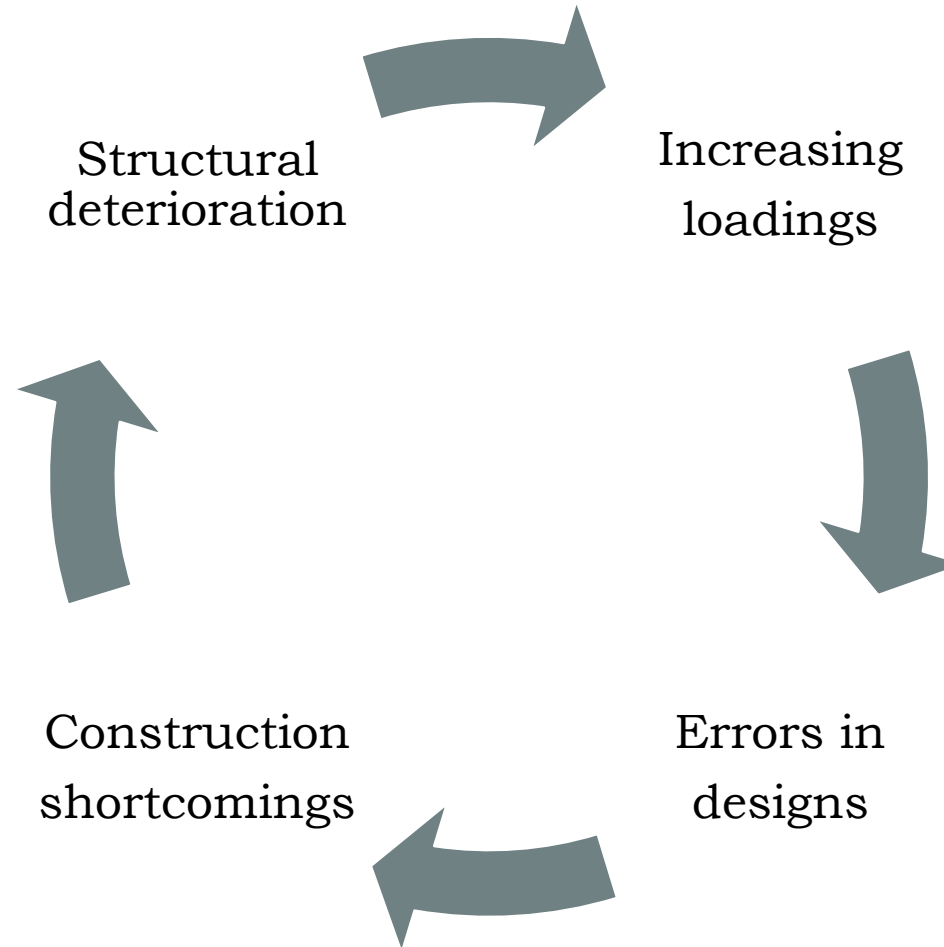 Structural
deterioration
Increasing
loadings
Construction
shortcomings
Errors in
designs